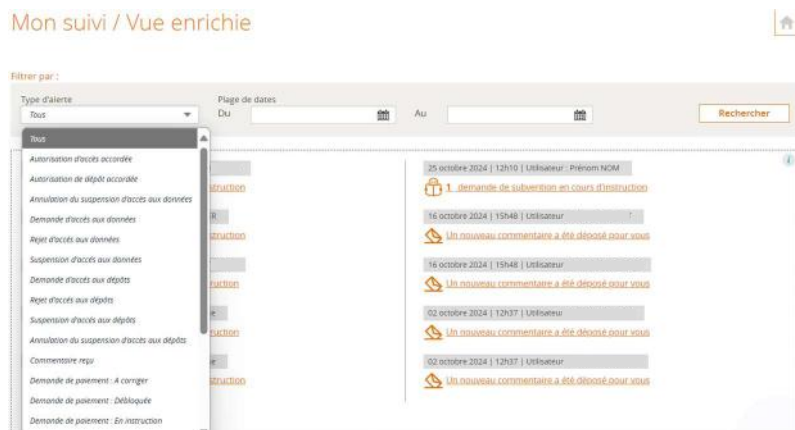 Mon suivi / Vue enrichie
Filtrer par :
Type d'alerte
Plage de dates
Tous
Du
Au
Rechercher
Tous
Autorisation d'accès accordée
Autorisation de dépôt accordée
Annulation du suspension d'accès aux données
Demande d'accès aux données
Rejet d'accès aux données
Suspension d'accès aux données
Demande d'accès aux dépôts
Rejet d'accès aux dépôts
Suspension d'accès aux dépôts
Annulation du suspension d'accès aux dépôts
Commentaire reçu
Demande de paiement : A corriger
Demande de paiement : Débloquée
Demande de paiement : En instruction
struction
ER
struction
ruction
e
ruction
e
struction
25 octobre 2024 | 12h10 | Utilisateur : Prénom NOM
1 demande de subvention en cours d'instruction
16 octobre 2024 | 15h48 | Utilisateur
Un nouveau commentaire a été déposé pour vous
16 octobre 2024 | 15h48 | Utilisateur
Un nouveau commentaire a été déposé pour vous
02 octobre 2024 | 12h37 | Utilisateur
Un nouveau commentaire a été déposé pour vous
02 octobre 2024 | 12h37 | Utilisateur
Un nouveau commentaire a été déposé pour vous